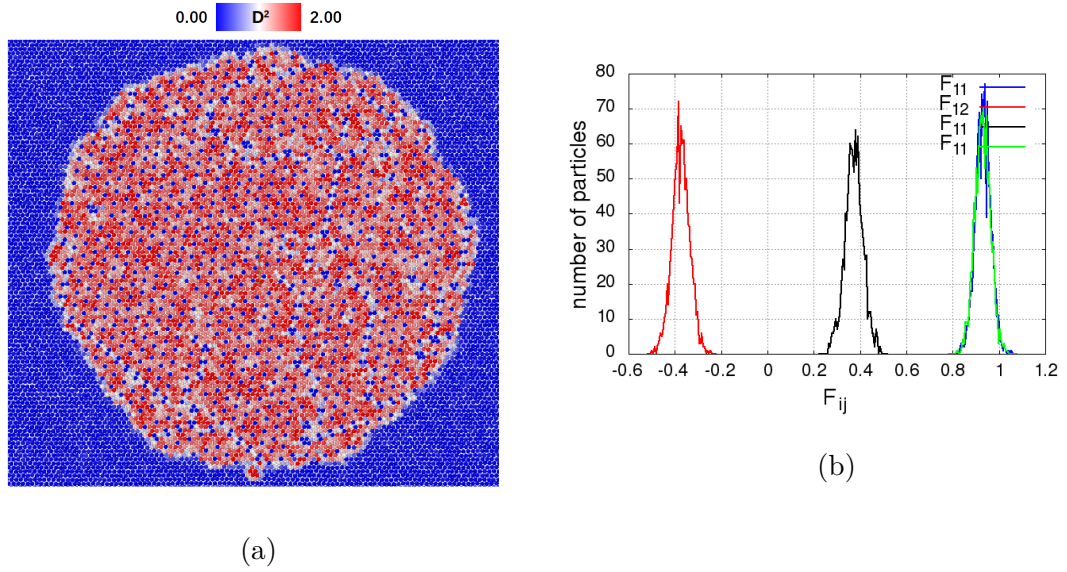 0.00 D² 2.00
(a)
80
70
60
50
40
30
20
10
0
-0.6 -0.4 -0.2 0 0.2 0.4 0.6 0.8 1 1.2
number of particles
F_ij
F_11
F_12
F_11
F_11
(b)